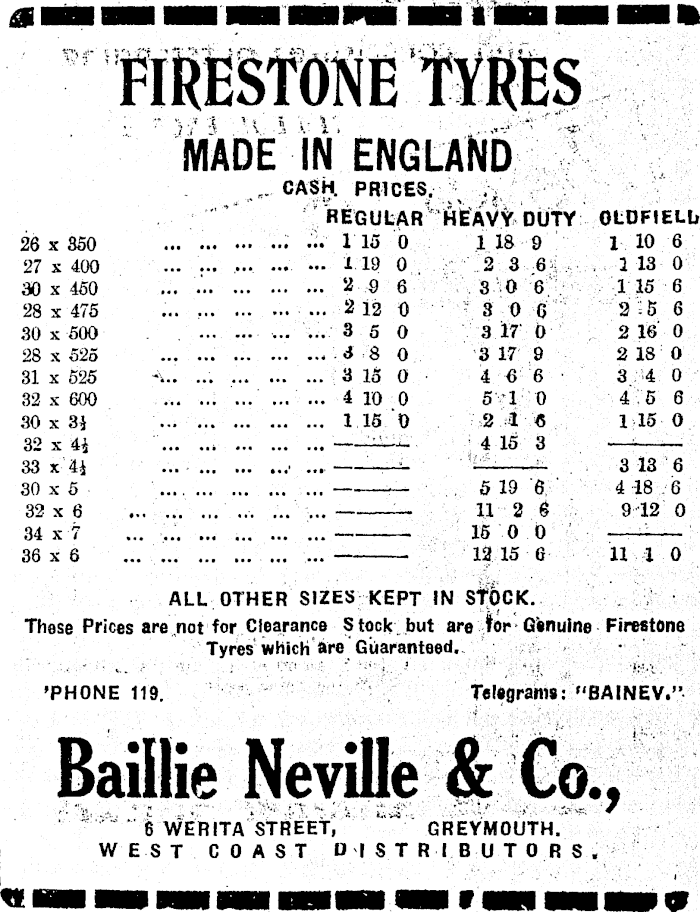 FIRESTONE TYRES
MADE IN ENGLAND
CASH PRICES.
REGULAR HEAVY DUTY OLDFIELD
26 x 350 ... ... ... ... ... 1 15 0 1 18 9 1 10 6
27 x 400 ... ... ... ... ... 1 19 0 2 3 6 1 13 0
30 x 450 ... ... ... ... ... 2 9 6 3 0 6 1 15 6
28 x 475 ... ... ... ... ... 2 12 0 3 0 6 2 5 6
30 x 500 ... ... ... ... 3 5 0 3 17 0 2 16 0
28 x 525 ... ... ... ... ... 3 8 0 3 17 9 2 18 0
31 x 525 ... ... ... ... ... 3 15 0 4 6 6 3 4 0
32 x 600 ... ... ... ... ... 4 10 0 5 1 0 4 5 6
30 x 3½ ... ... ... ... ... 1 15 0 2 1 6 1 15 0
32 x 4½ ... ... ... ... ... —— 4 15 3 ——
33 x 4½ ... ... ... ... ... —— —— 3 13 6
30 x 5 ... ... ... ... ... —— 5 19 6 4 18 6
32 x 6 ... ... ... ... ... ... —— 11 2 6 9 12 0
34 x 7 ... ... ... ... ... ... —— 15 0 0 ——
36 x 6 ... ... ... ... ... ... —— 12 15 6 11 1 0
ALL OTHER SIZES KEPT IN STOCK.
These Prices are not for Clearance Stock but are for Genuine Firestone
Tyres which are Guaranteed.
'PHONE 119. Telegrams: "BAINEV."
Baillie Neville & Co.,
6 WERITA STREET, GREYMOUTH.
WEST COAST DISTRIBUTORS.